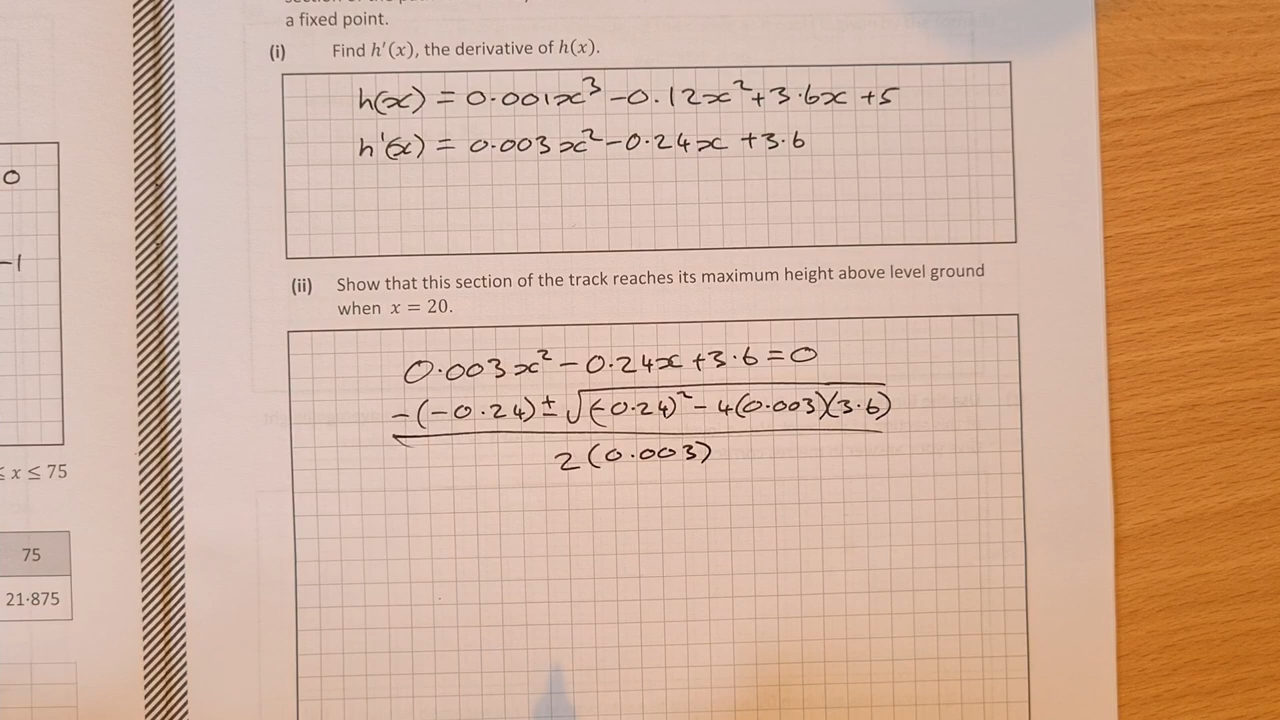 a fixed point.
(i) Find h′(x), the derivative of h(x).
h(x) = 0·001x³ − 0·12x² + 3·6x + 5
h'(x) = 0·003x² − 0·24x + 3·6
0
−1
(ii) Show that this section of the track reaches its maximum height above level ground
when x = 20.
0·003x² − 0·24x + 3·6 = 0
−(−0·24) ± √(−0·24)² − 4(0·003)(3·6)
2(0·003)
≤ x ≤ 75
75
21·875